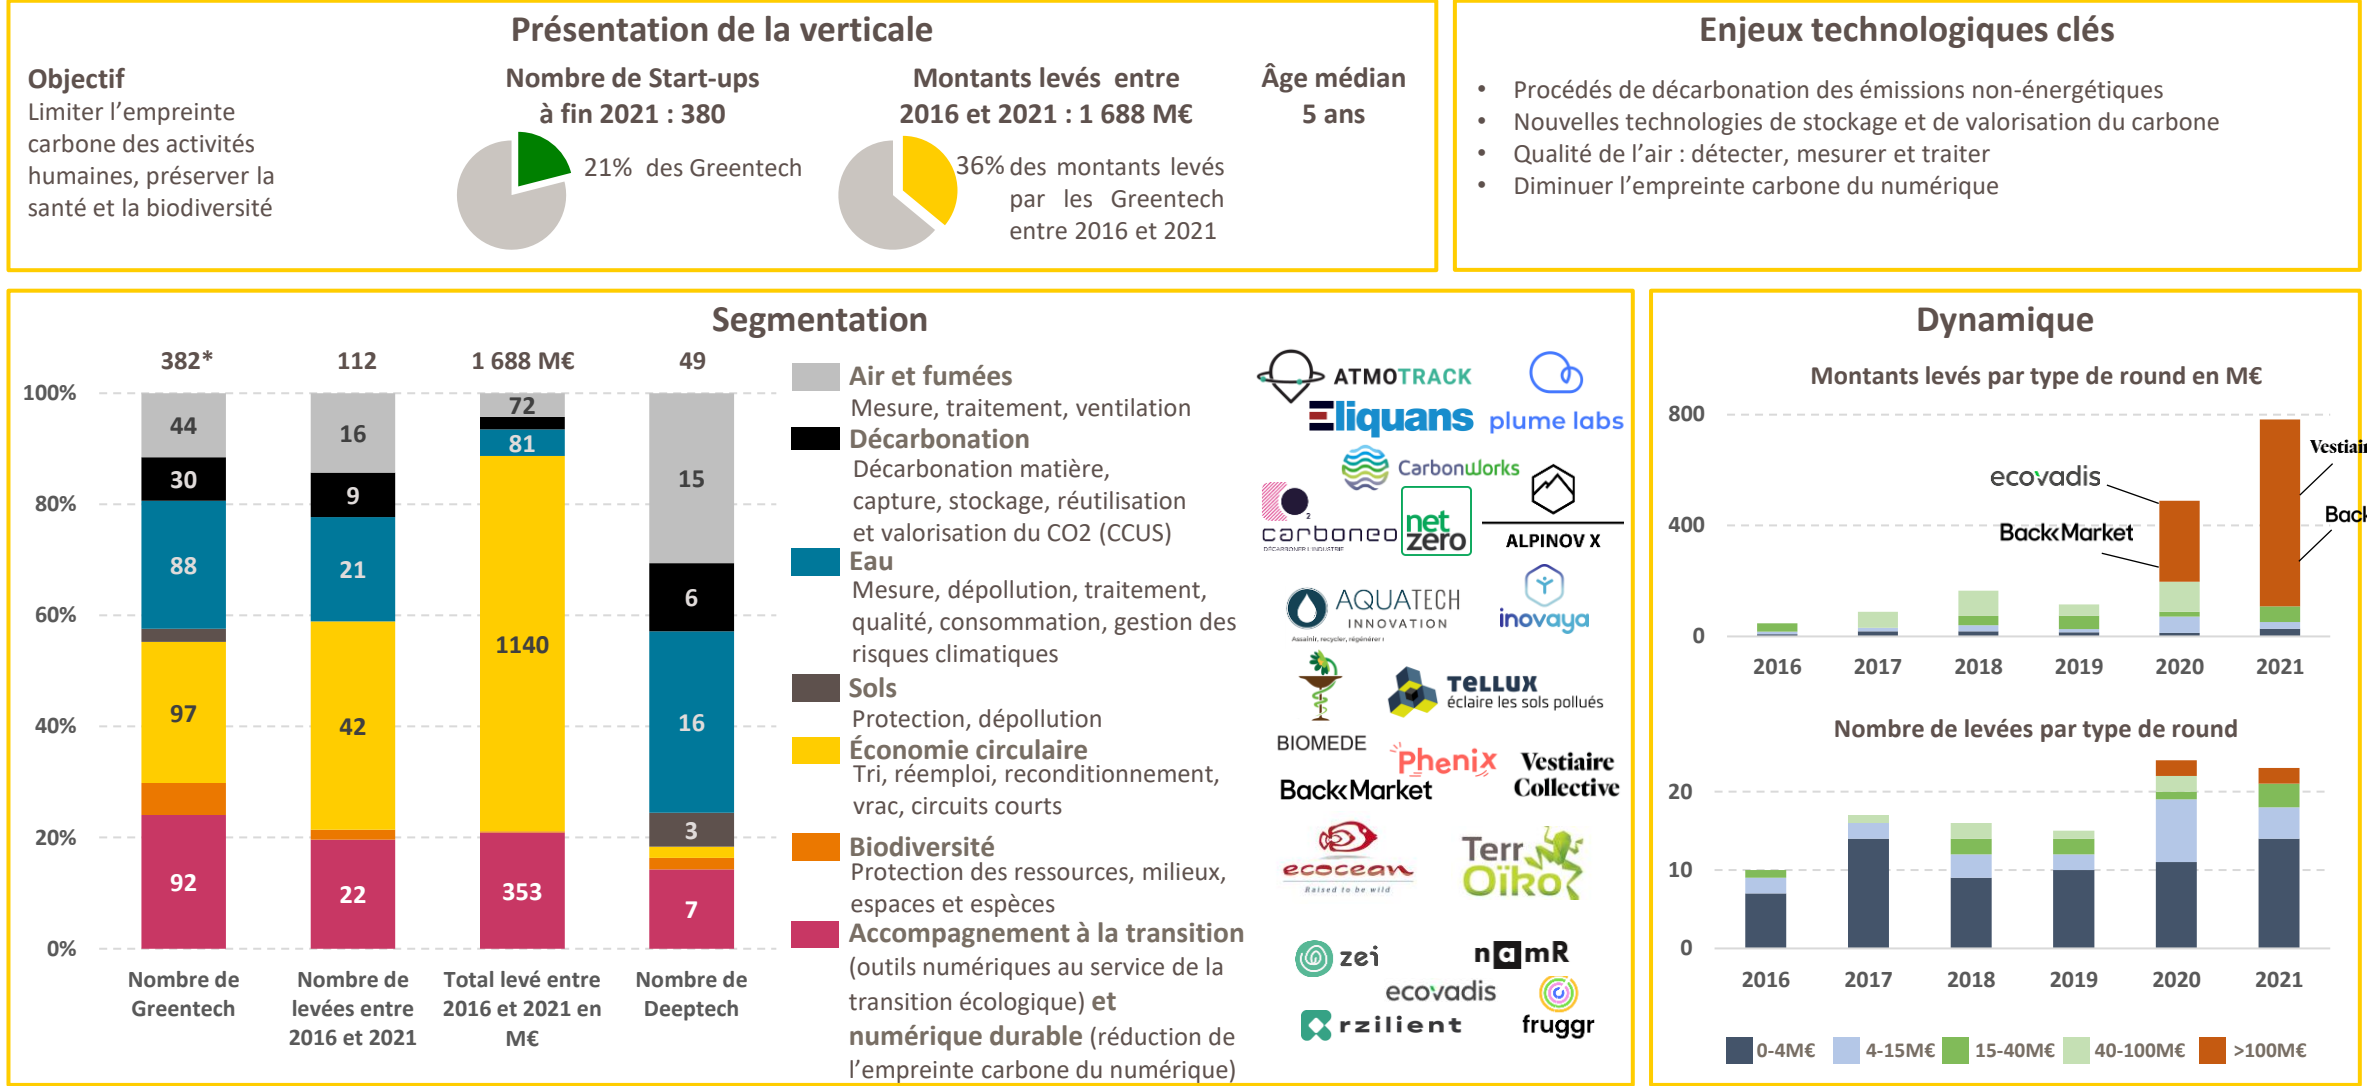 Présentation de la verticale
Objectif
Limiter l'empreinte
carbone des activités
humaines, préserver la
santé et la biodiversité
Nombre de Start-ups
à fin 2021 : 380
21% des Greentech
Montants levés entre
2016 et 2021 : 1 688 M€
36% des montants levés
par les Greentech
entre 2016 et 2021
Âge médian
5 ans
Enjeux technologiques clés
• Procédés de décarbonation des émissions non-énergétiques
• Nouvelles technologies de stockage et de valorisation du carbone
• Qualité de l'air : détecter, mesurer et traiter
• Diminuer l'empreinte carbone du numérique
Segmentation
382* 112 1 688 M€ 49
100%
80%
60%
40%
20%
0%
44
30
88
97
92
16
9
21
42
22
72
81
1140
353
15
6
16
3
7
Nombre de
Greentech
Nombre de
levées entre
2016 et 2021
Total levé entre
2016 et 2021 en
M€
Nombre de
Deeptech
Air et fumées
Mesure, traitement, ventilation
Décarbonation
Décarbonation matière,
capture, stockage, réutilisation
et valorisation du CO2 (CCUS)
Eau
Mesure, dépollution, traitement,
qualité, consommation, gestion des
risques climatiques
Sols
Protection, dépollution
Économie circulaire
Tri, réemploi, reconditionnement,
vrac, circuits courts
Biodiversité
Protection des ressources, milieux,
espaces et espèces
Accompagnement à la transition
(outils numériques au service de la
transition écologique) et
numérique durable (réduction de
l'empreinte carbone du numérique)
ATMOTRACK
Eliquans
plume labs
CarbonWorks
2
carboneo
DÉCARBONER L'INDUSTRIE
net
zero
ALPINOV X
AQUATECH
INNOVATION
Assainir, recycler, régénérer
inovaya
BIOMEDE
TELLUX
éclaire les sols pollués
Phenix
BackMarket
Vestiaire
Collective
ecocean
Raised to be wild
Terr
Oïko
zei
namR
ecovadis
rzilient
fruggr
Dynamique
Montants levés par type de round en M€
800
400
0
ecovadis
BackMarket
Vestiair
Back
2016 2017 2018 2019 2020 2021
Nombre de levées par type de round
20
10
0
2016 2017 2018 2019 2020 2021
0-4M€ 4-15M€ 15-40M€ 40-100M€ >100M€